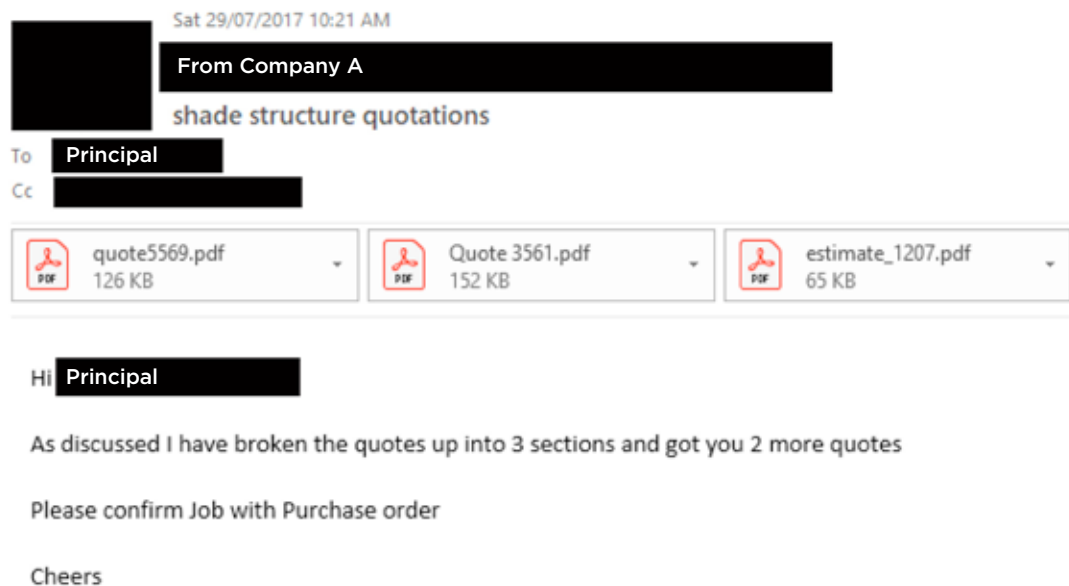 Sat 29/07/2017 10:21 AM
From Company A
shade structure quotations
To Principal
Cc
quote5569.pdf
126 KB
Quote 3561.pdf
152 KB
estimate_1207.pdf
65 KB
Hi Principal
As discussed I have broken the quotes up into 3 sections and got you 2 more quotes
Please confirm Job with Purchase order
Cheers